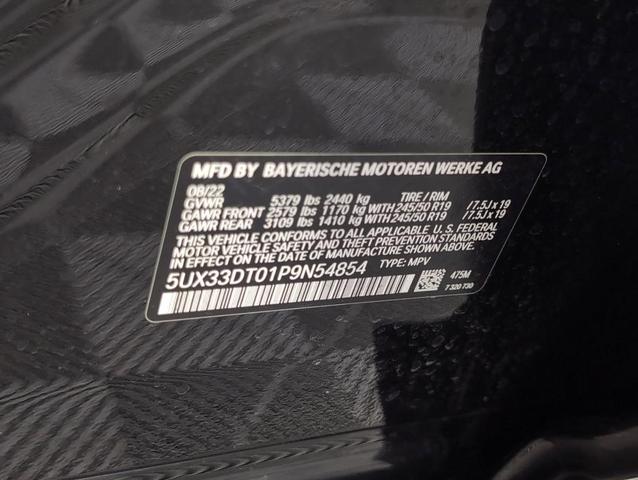 MFD BY BAYERISCHE MOTOREN WERKE AG
08/22
GVWR 5379 lbs 2440 kg TIRE / RIM
GAWR FRONT 2579 lbs 1170 kg WITH 245/50 R19 /7.5J x 19
GAWR REAR 3109 lbs 1410 kg WITH 245/50 R19 /7.5J x 19
THIS VEHICLE CONFORMS TO ALL APPLICABLE U.S. FEDERAL
MOTOR VEHICLE SAFETY AND THEFT PREVENTION STANDARDS
IN EFFECT ON THE DATE OF MANUFACTURE SHOWN ABOVE.
5UX33DT01P9N54854 TYPE: MPV 475M
7 320 730